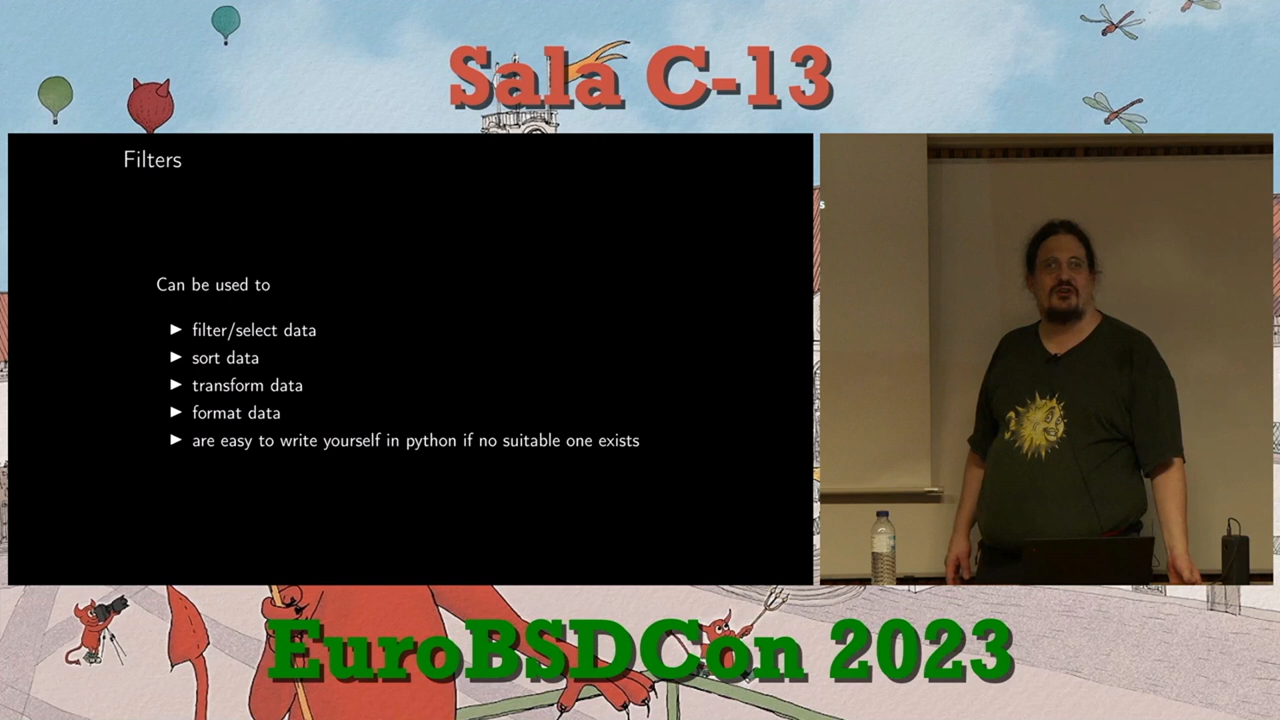 Sala C-13
Filters
s
Can be used to
▶ filter/select data
▶ sort data
▶ transform data
▶ format data
▶ are easy to write yourself in python if no suitable one exists
EuroBSDCon 2023